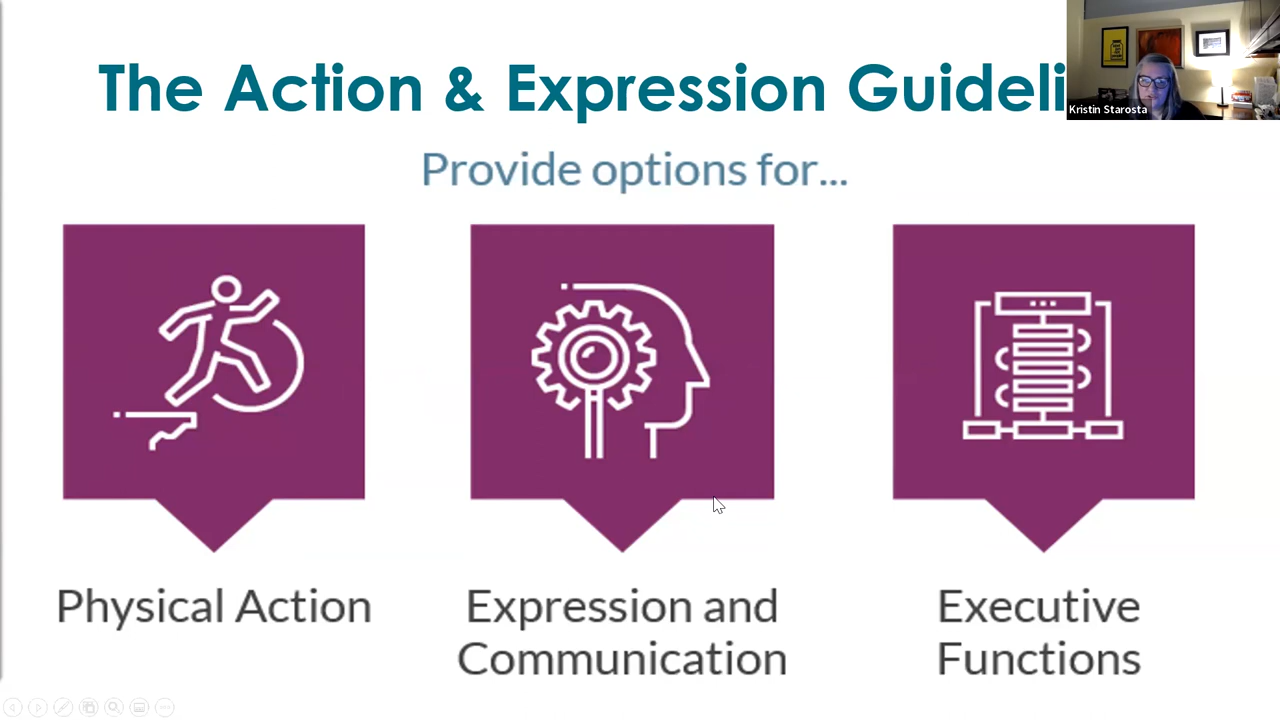 The Action & Expression Guideli
Kristin Starosta
Provide options for...
Physical Action
Expression and
Communication
Executive
Functions